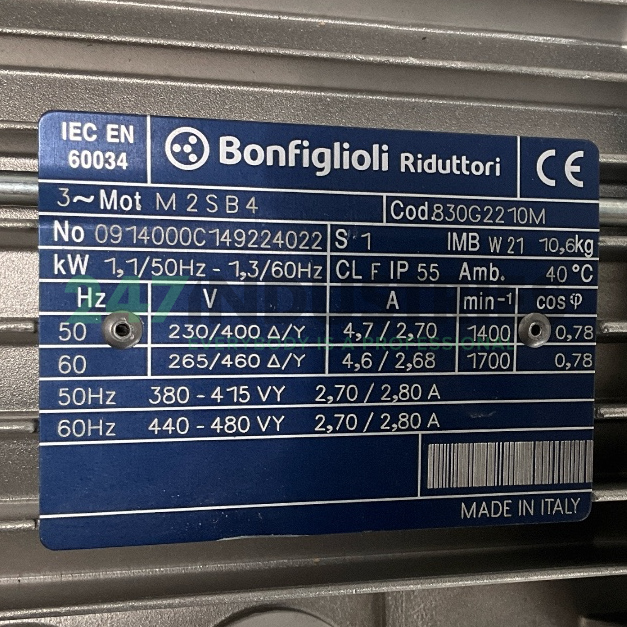 IEC EN
60034
Bonfiglioli Riduttori
CE
3~Mot M2SB4
Cod.830G2210M
No 0914000C149224022 S 1 IMB W21 10,6kg
kW 1,1/50Hz - 1,3/60Hz CL F IP 55 Amb. 40 °C
Hz V A min-1 cosφ
50 230/400 Δ/Y 4,7 / 2,70 1400 0,78
60 265/460 Δ/Y 4,6 / 2,68 1700 0,78
50Hz 380 - 415 VY 2,70 / 2,80 A
60Hz 440 - 480 VY 2,70 / 2,80 A
MADE IN ITALY